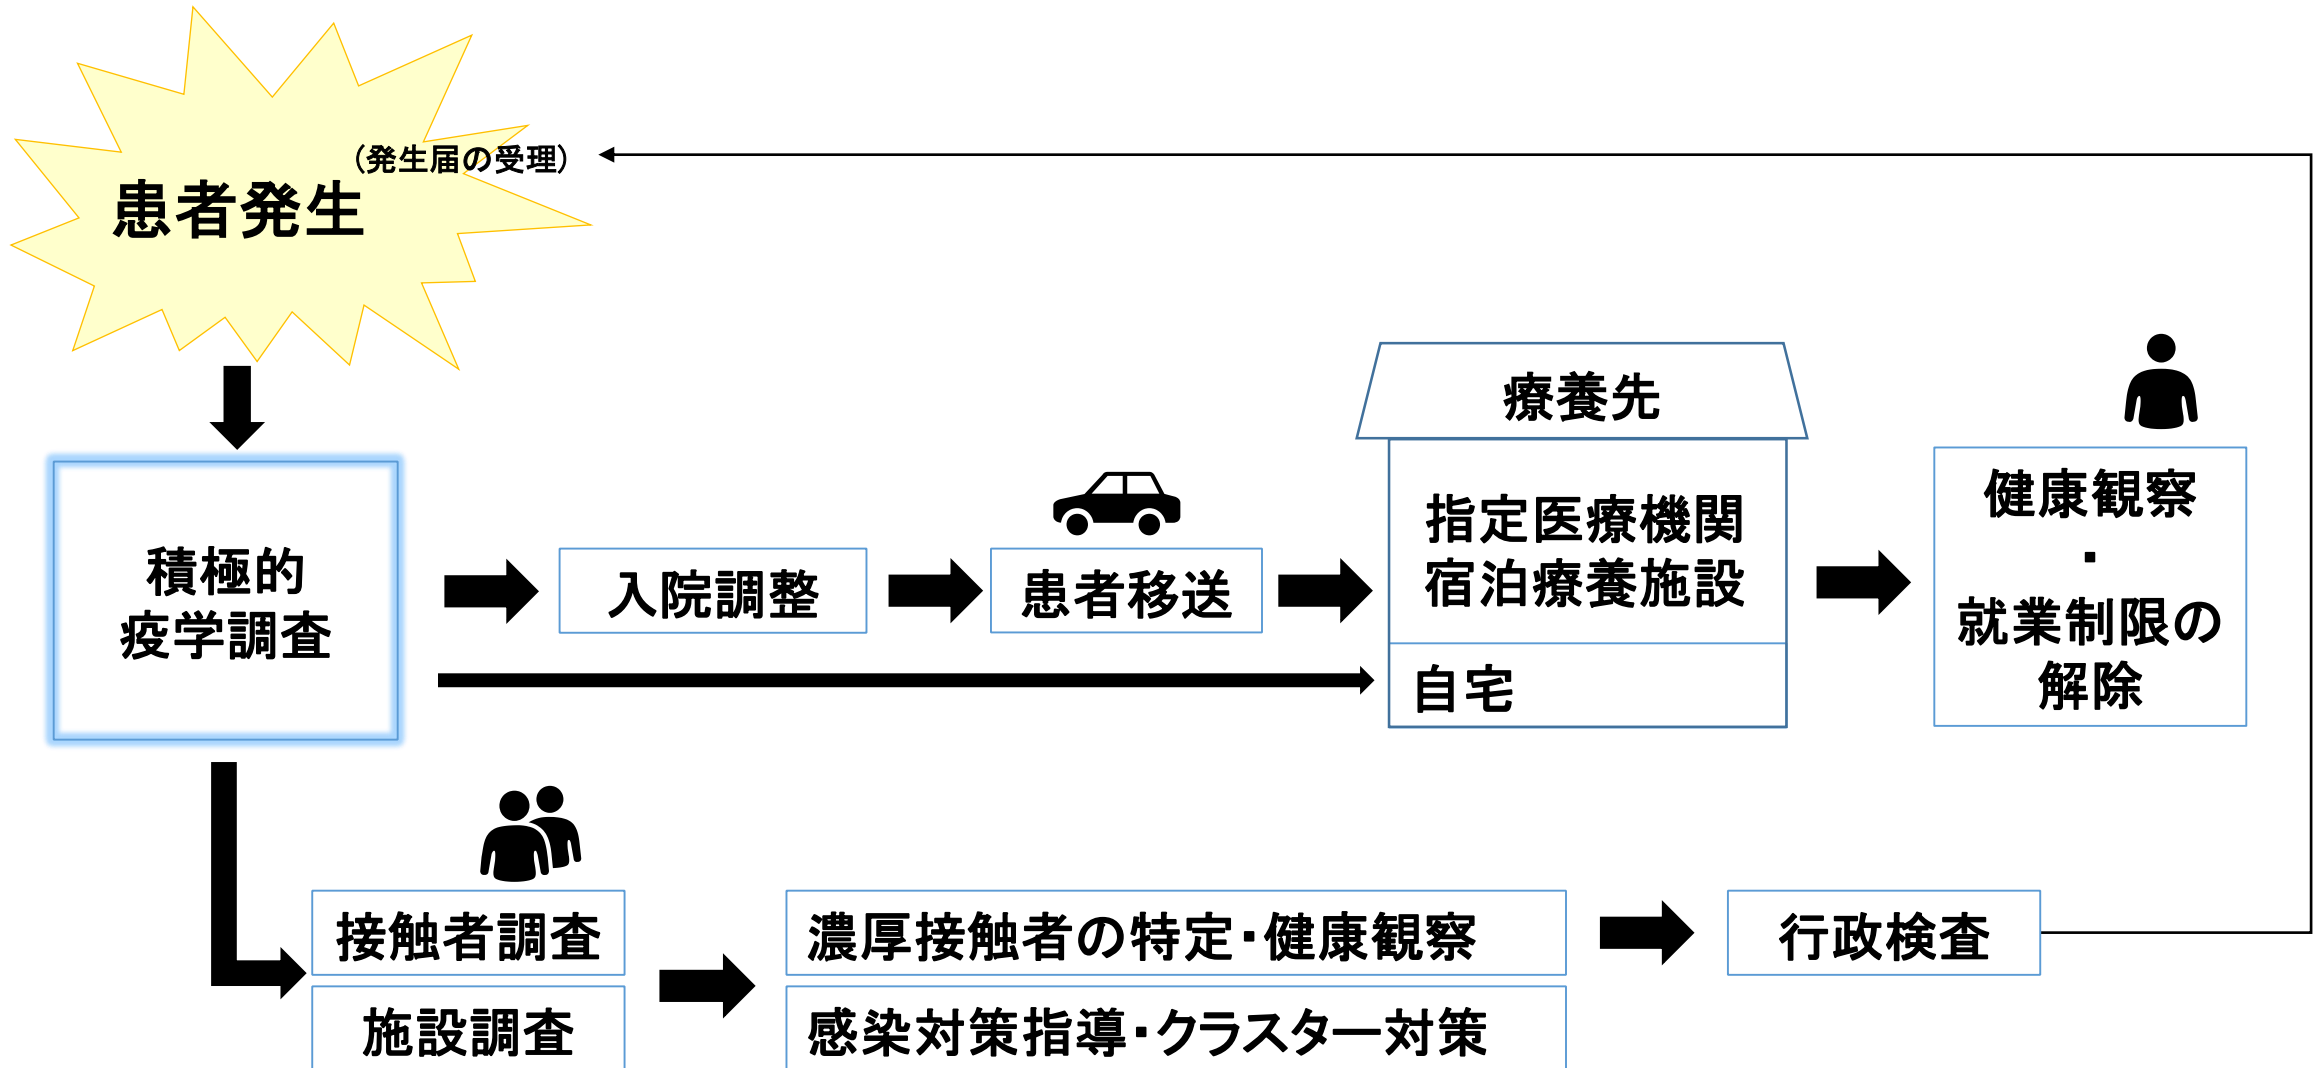 (発生届の受理)
患者発生
積極的
疫学調査
入院調整
患者移送
療養先
指定医療機関
宿泊療養施設
自宅
健康観察
・
就業制限の
解除
接触者調査
施設調査
濃厚接触者の特定・健康観察
感染対策指導・クラスター対策
行政検査